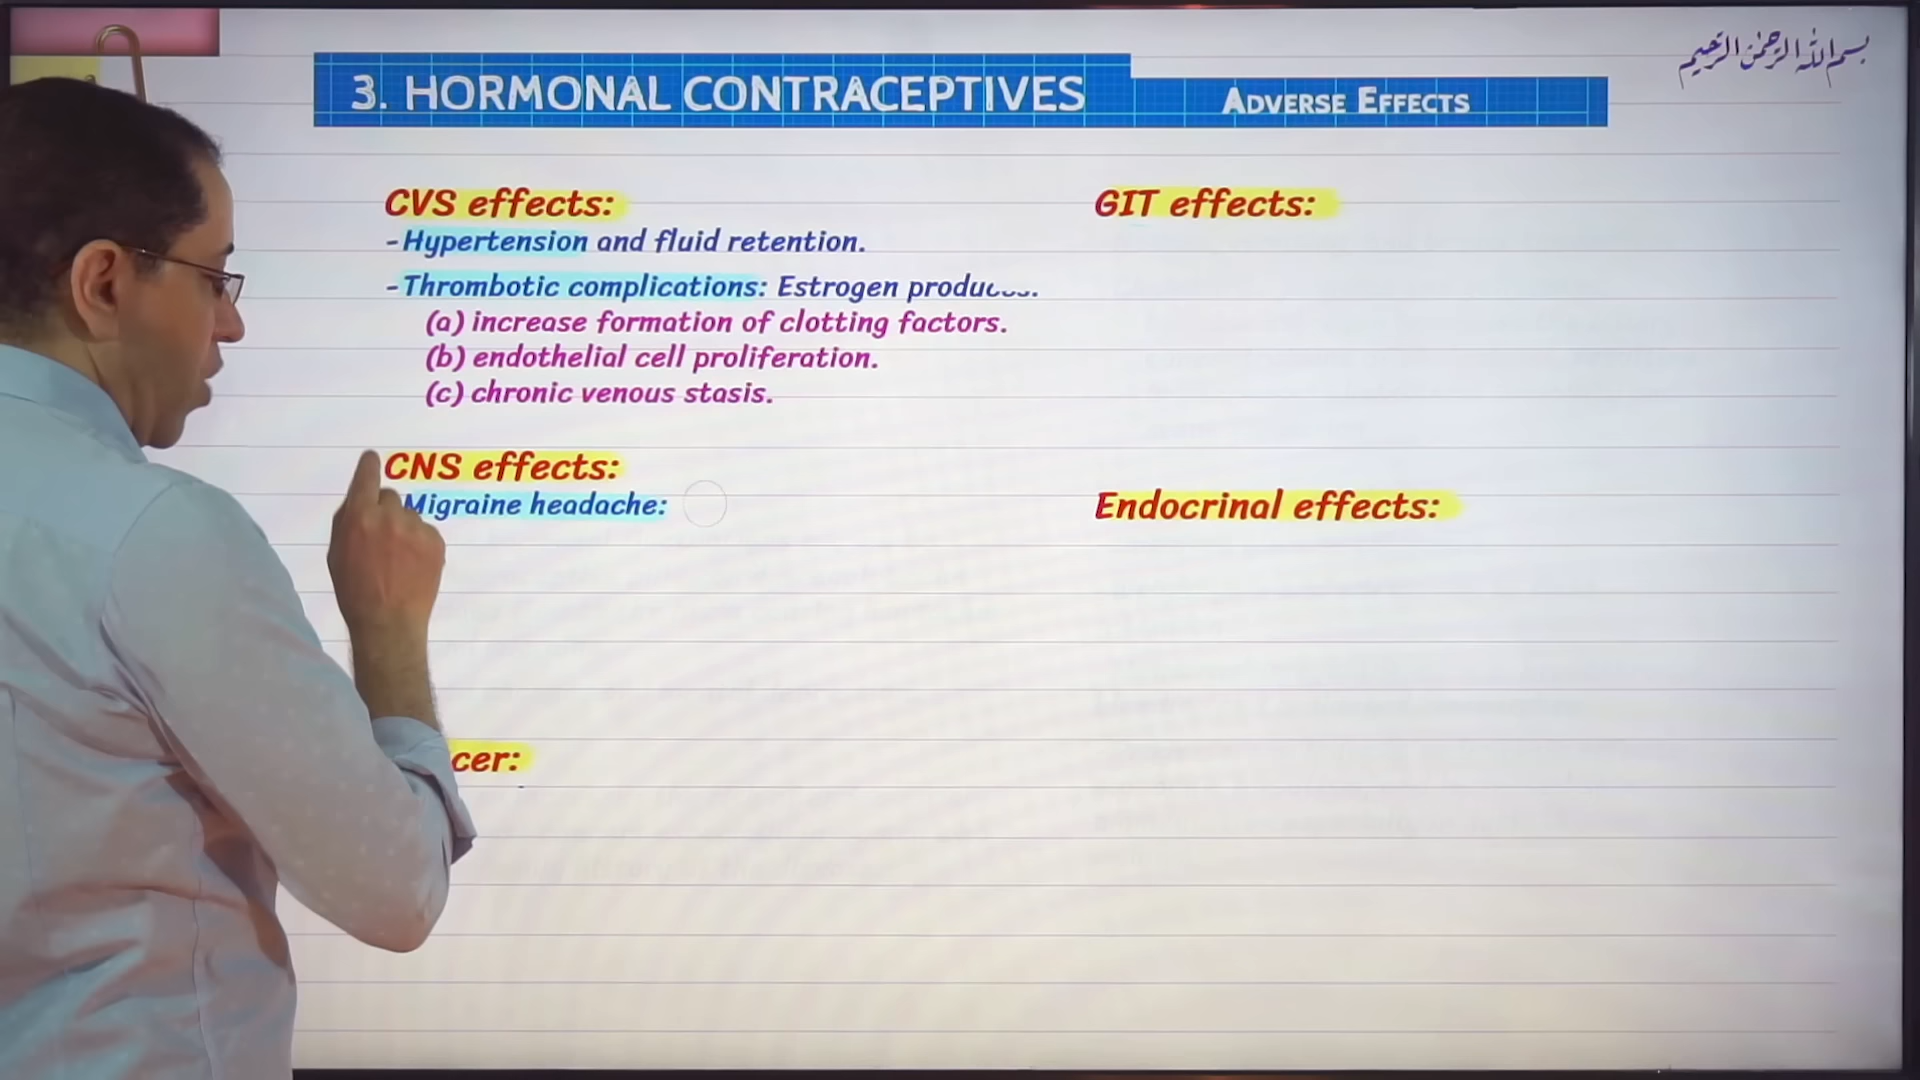 بسم الله الرحمن الرحيم
3. HORMONAL CONTRACEPTIVES
ADVERSE EFFECTS
CVS effects:
- Hypertension and fluid retention.
- Thrombotic complications: Estrogen
(a) increase formation of clotting factors.
(b) endothelial cell proliferation.
(c) chronic venous stasis.
CNS effects:
Migraine headache:
cer:
GIT effects:
Endocrinal effects: